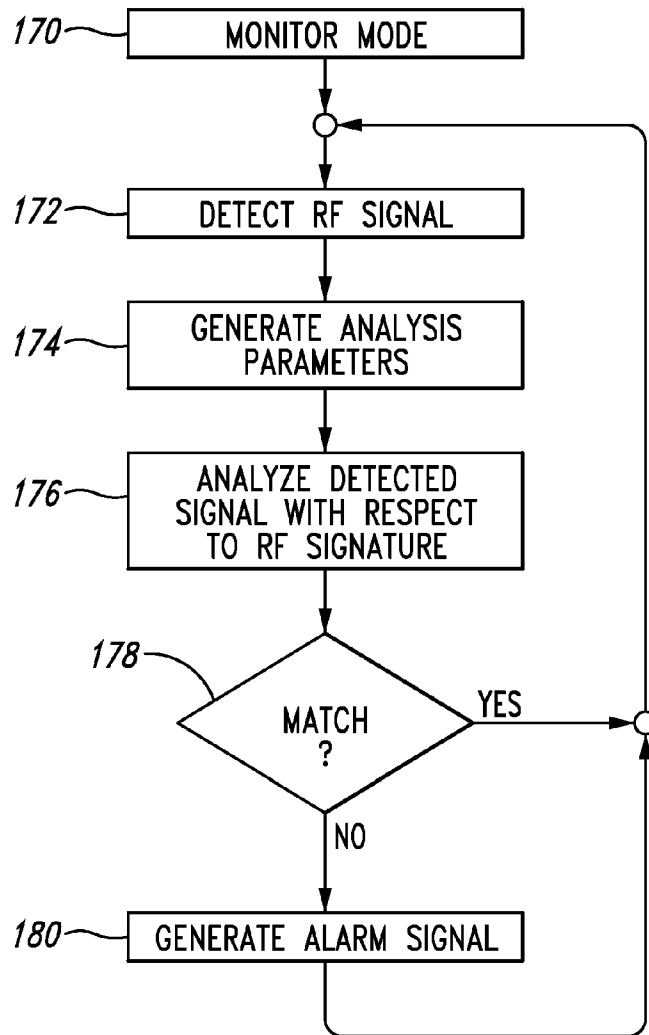 170
MONITOR MODE
172
DETECT RF SIGNAL
174
GENERATE ANALYSIS
PARAMETERS
176
ANALYZE DETECTED
SIGNAL WITH RESPECT
TO RF SIGNATURE
178
MATCH
?
YES
NO
180
GENERATE ALARM SIGNAL